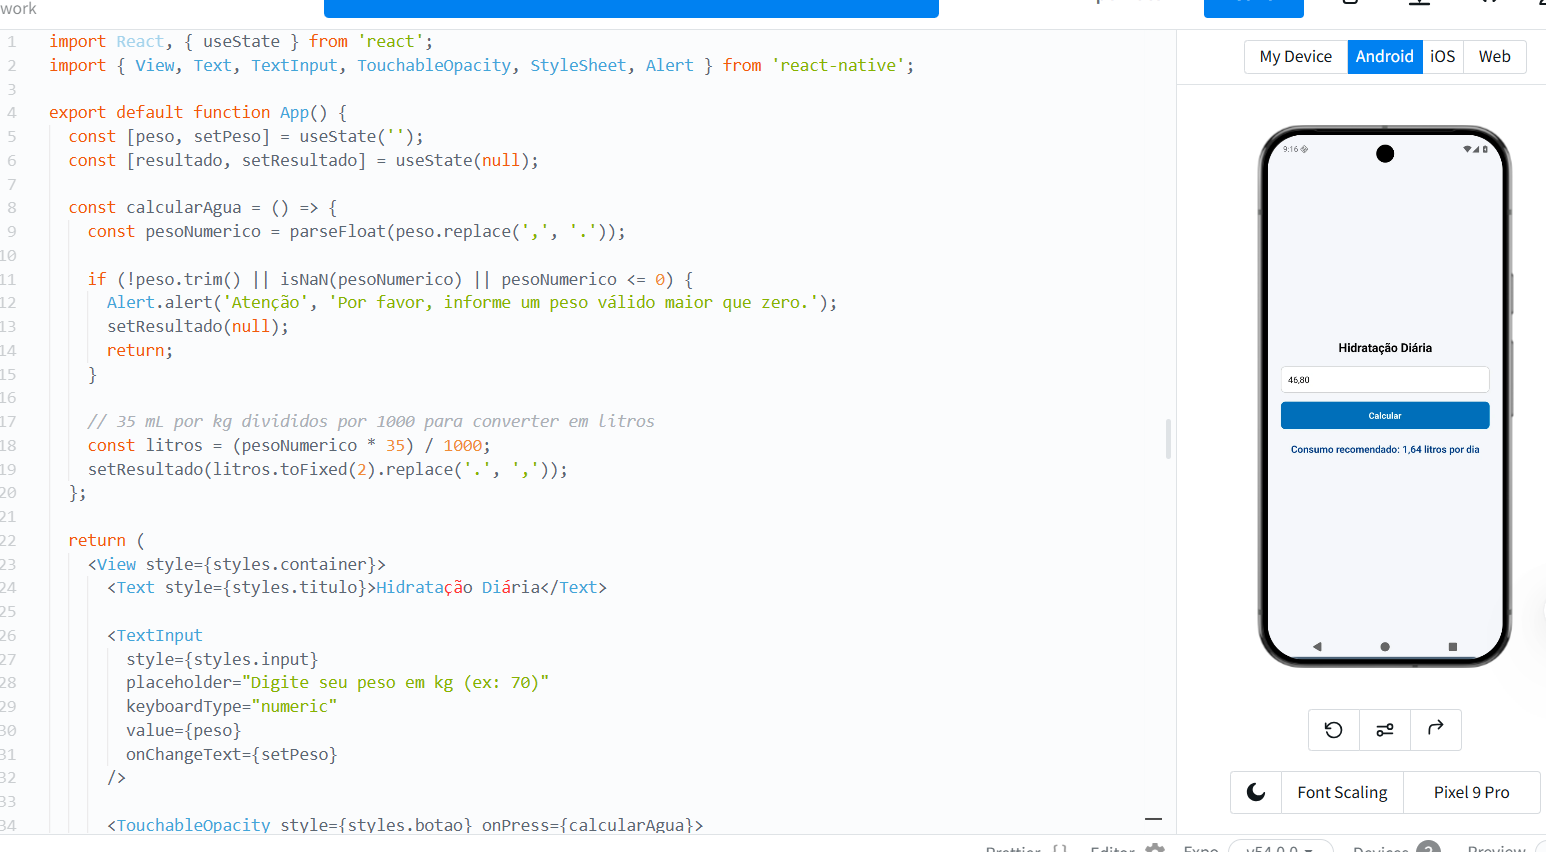 work
1 import React, { useState } from 'react';
2 import { View, Text, TextInput, TouchableOpacity, StyleSheet, Alert } from 'react-native';
3
4 export default function App() {
5 const [peso, setPeso] = useState('');
6 const [resultado, setResultado] = useState(null);
7
8 const calcularAgua = () => {
9 const pesoNumerico = parseFloat(peso.replace(',', '.'));
10
11 if (!peso.trim() || isNaN(pesoNumerico) || pesoNumerico <= 0) {
12 Alert.alert('Atenção', 'Por favor, informe um peso válido maior que zero.');
13 setResultado(null);
14 return;
15 }
16
17 // 35 mL por kg divididos por 1000 para converter em litros
18 const litros = (pesoNumerico * 35) / 1000;
19 setResultado(litros.toFixed(2).replace('.', ','));
20 };
21
22 return (
23 <View style={styles.container}>
24 <Text style={styles.titulo}>Hidratação Diária</Text>
25
26 <TextInput
27 style={styles.input}
28 placeholder="Digite seu peso em kg (ex: 70)"
29 keyboardType="numeric"
30 value={peso}
31 onChangeText={setPeso}
32 />
33
34 <TouchableOpacity style={styles.botao} onPress={calcularAgua}>
My Device Android iOS Web
9:16
Hidratação Diária
46,80
Calcular
Consumo recomendado: 1,64 litros por dia
Font Scaling Pixel 9 Pro
Prettier {} Editor Expo v54.0.0 Devices 2 Preview